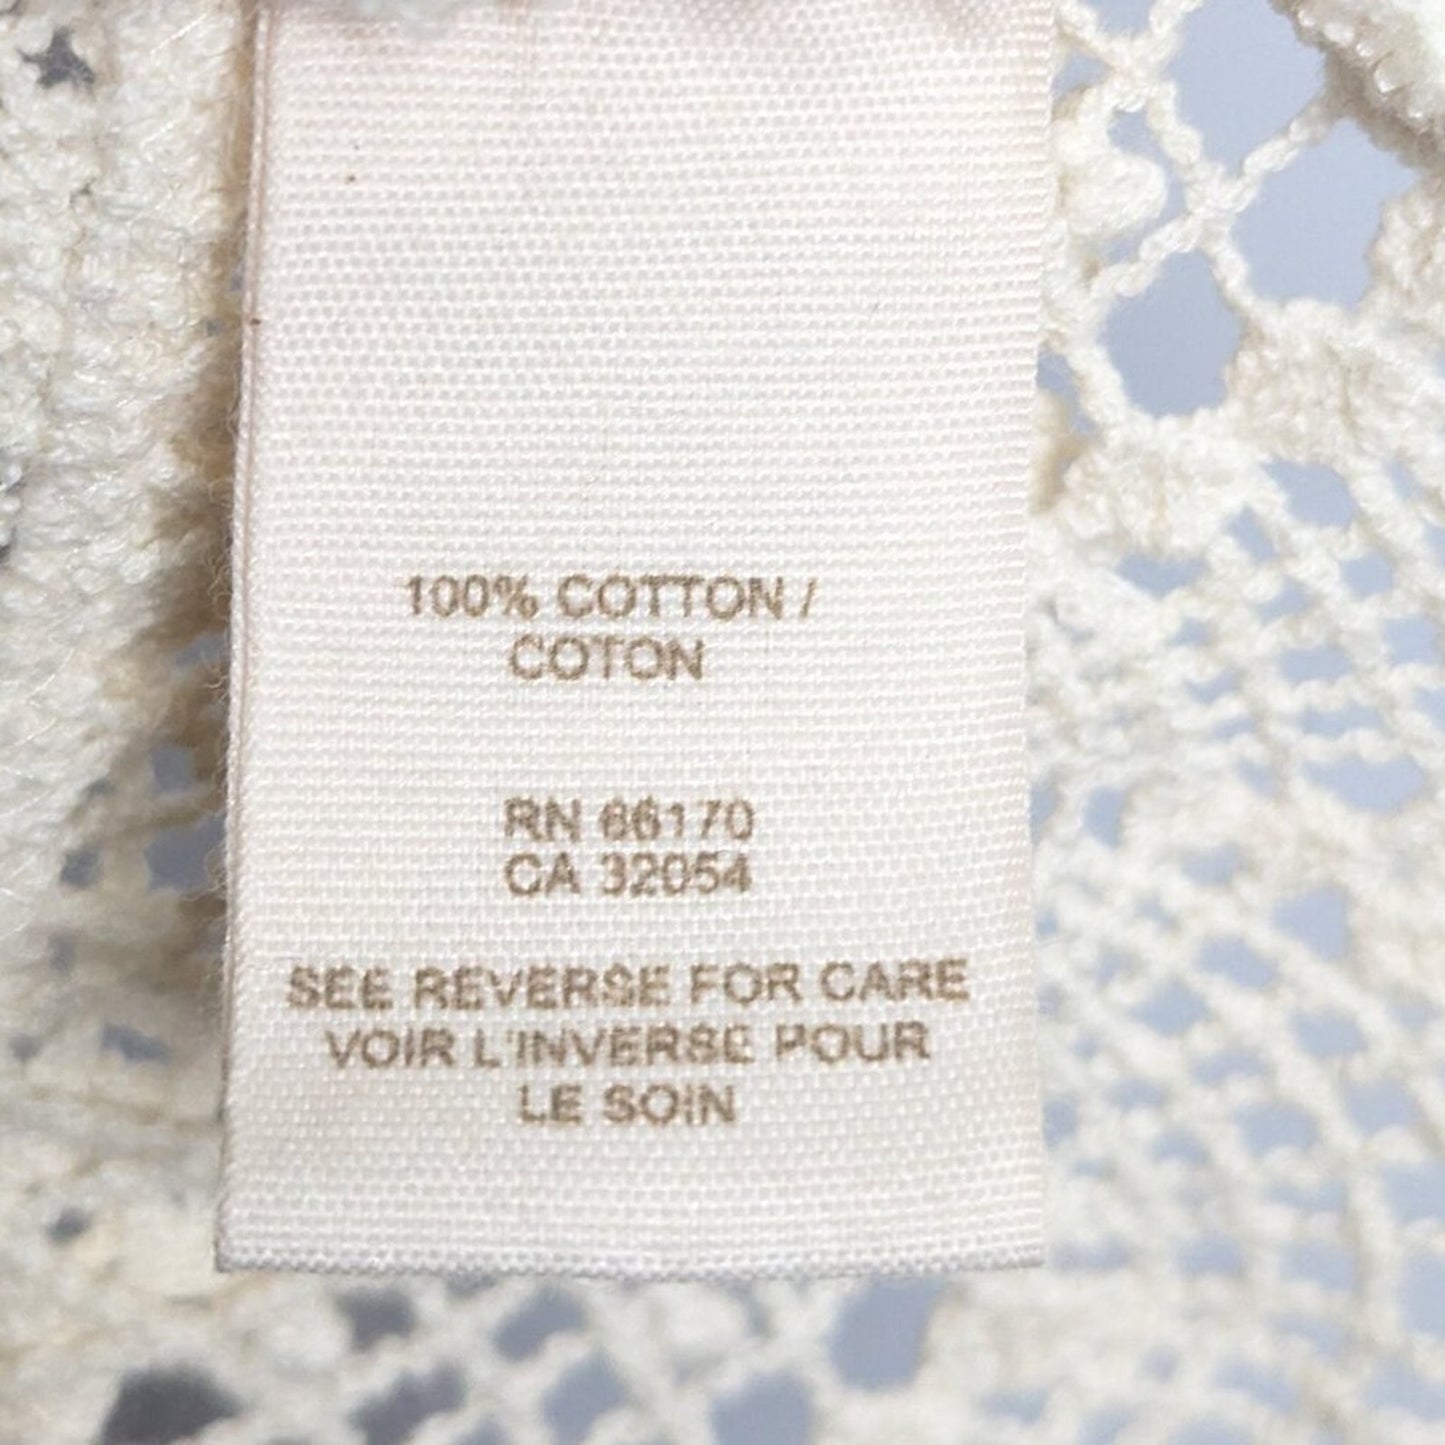 100% COTTON /
COTON
RN 66170
CA 32054
SEE REVERSE FOR CARE
VOIR L'INVERSE POUR
LE SOIN